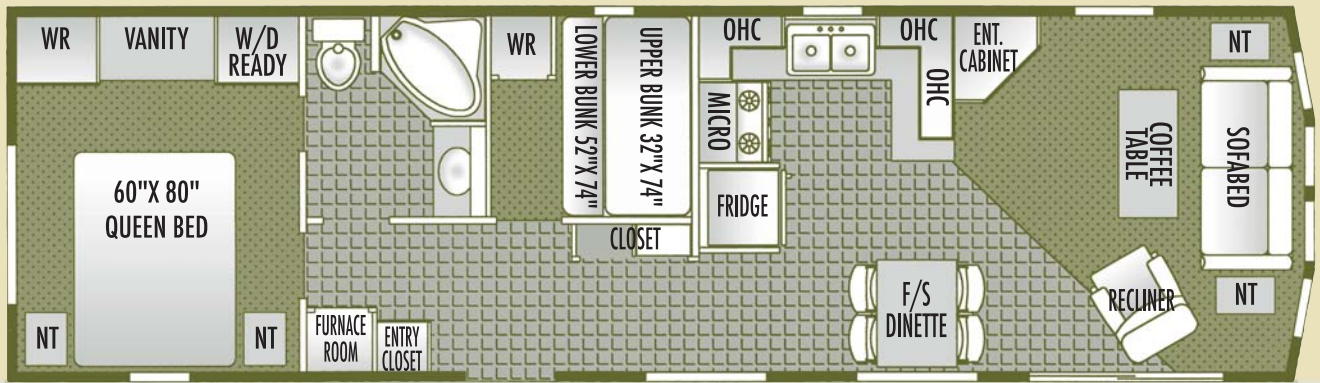 WR
VANITY
W/D
READY
60"X 80"
QUEEN BED
NT
NT
FURNACE
ROOM
ENTRY
CLOSET
WR
LOWER BUNK 52"X 74"
UPPER BUNK 32"X 74"
CLOSET
OHC
OHC
OHC
MICRO
FRIDGE
ENT.
CABINET
F/S
DINETTE
COFFEE
TABLE
SOFABED
NT
RECLINER
NT